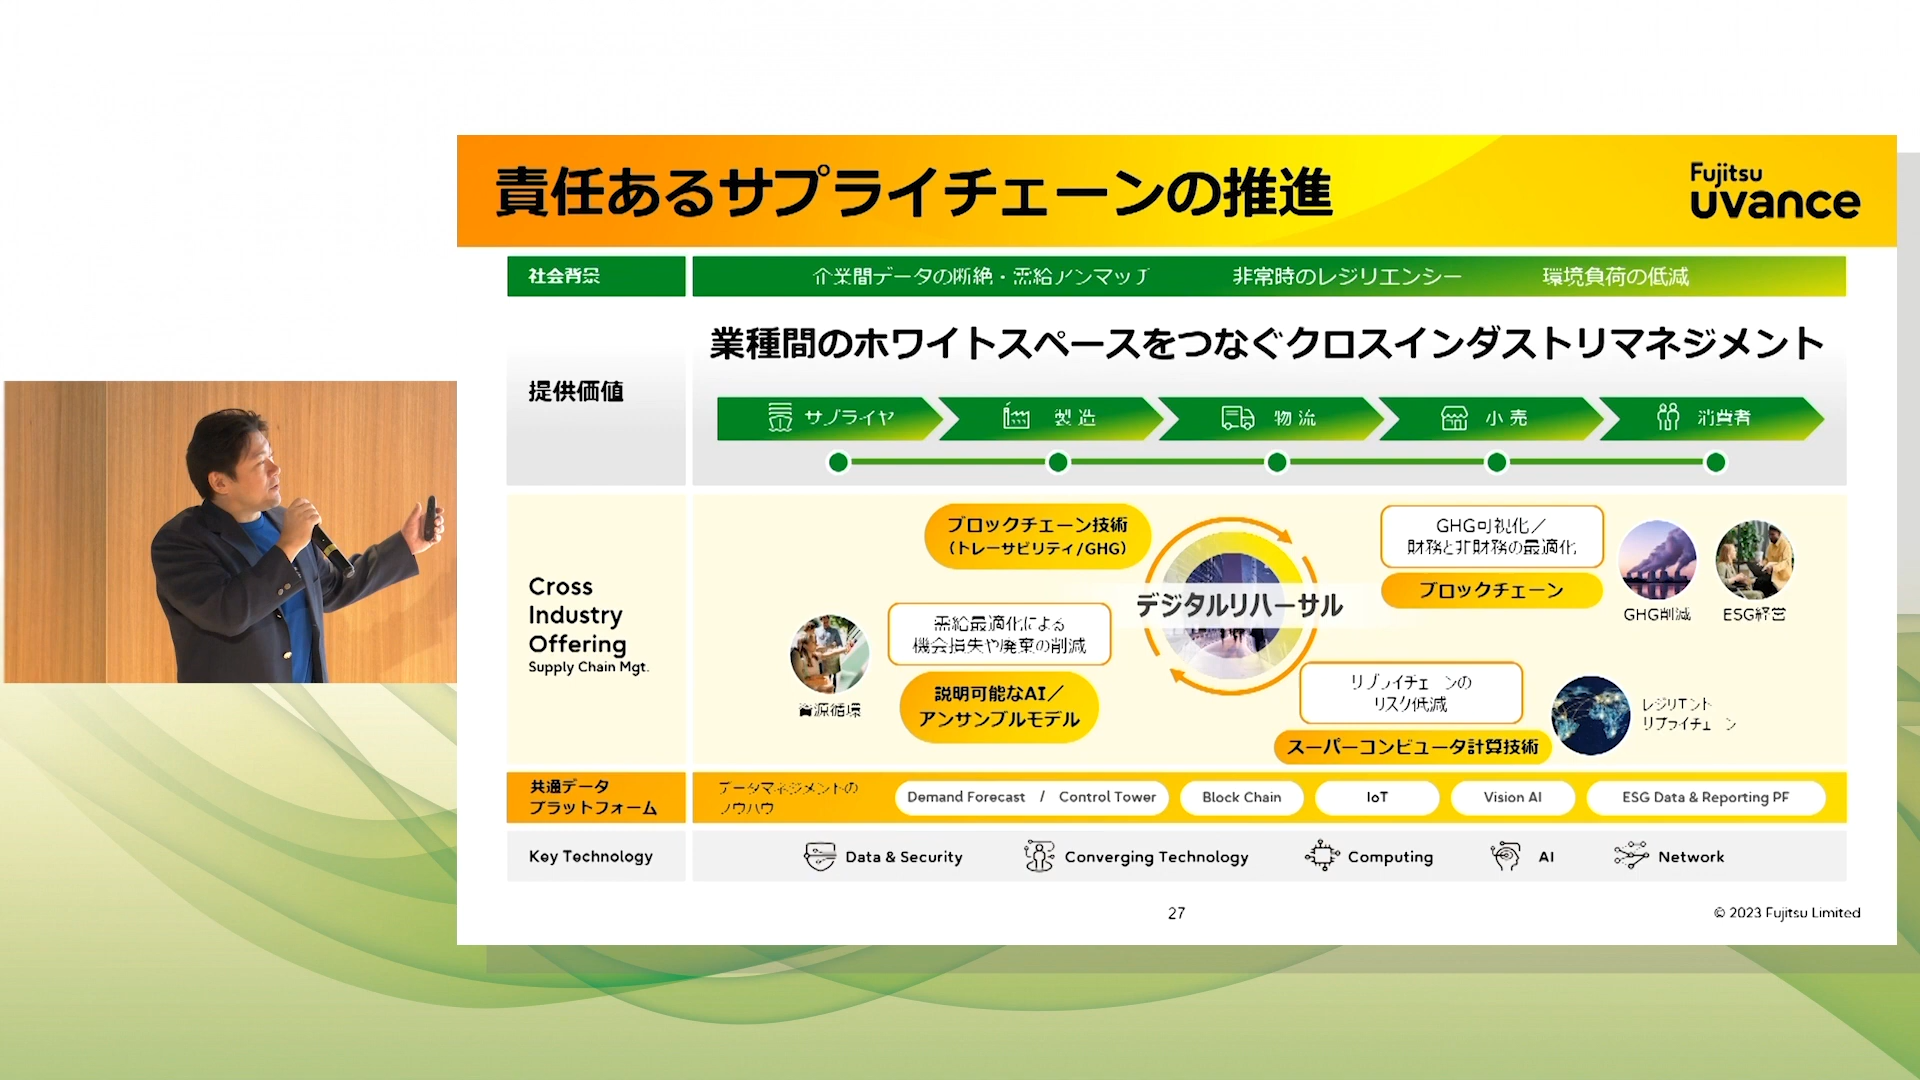 責任あるサプライチェーンの推進
Fujitsu
uvance
社会背景
企業間データの断絶・需給アンマッチ
非常時のレジリエンシー
環境負荷の低減
提供価値
業種間のホワイトスペースをつなぐクロスインダストリマネジメント
サプライヤ
製造
物流
小売
消費者
Cross
Industry
Offering
Supply Chain Mgt.
ブロックチェーン技術
（トレーサビリティ/GHG）
GHG可視化／
財務と非財務の最適化
ブロックチェーン
GHG削減
ESG経営
デジタルリハーサル
需給最適化による
機会損失や廃棄の削減
説明可能なAI／
アンサンブルモデル
資源循環
サプライチェーンの
リスク低減
スーパーコンピュータ計算技術
レジリエント
サプライチェーン
共通データ
プラットフォーム
データマネジメントの
ノウハウ
Demand Forecast / Control Tower
Block Chain
IoT
Vision AI
ESG Data & Reporting PF
Key Technology
Data & Security
Converging Technology
Computing
AI
Network
27
© 2023 Fujitsu Limited